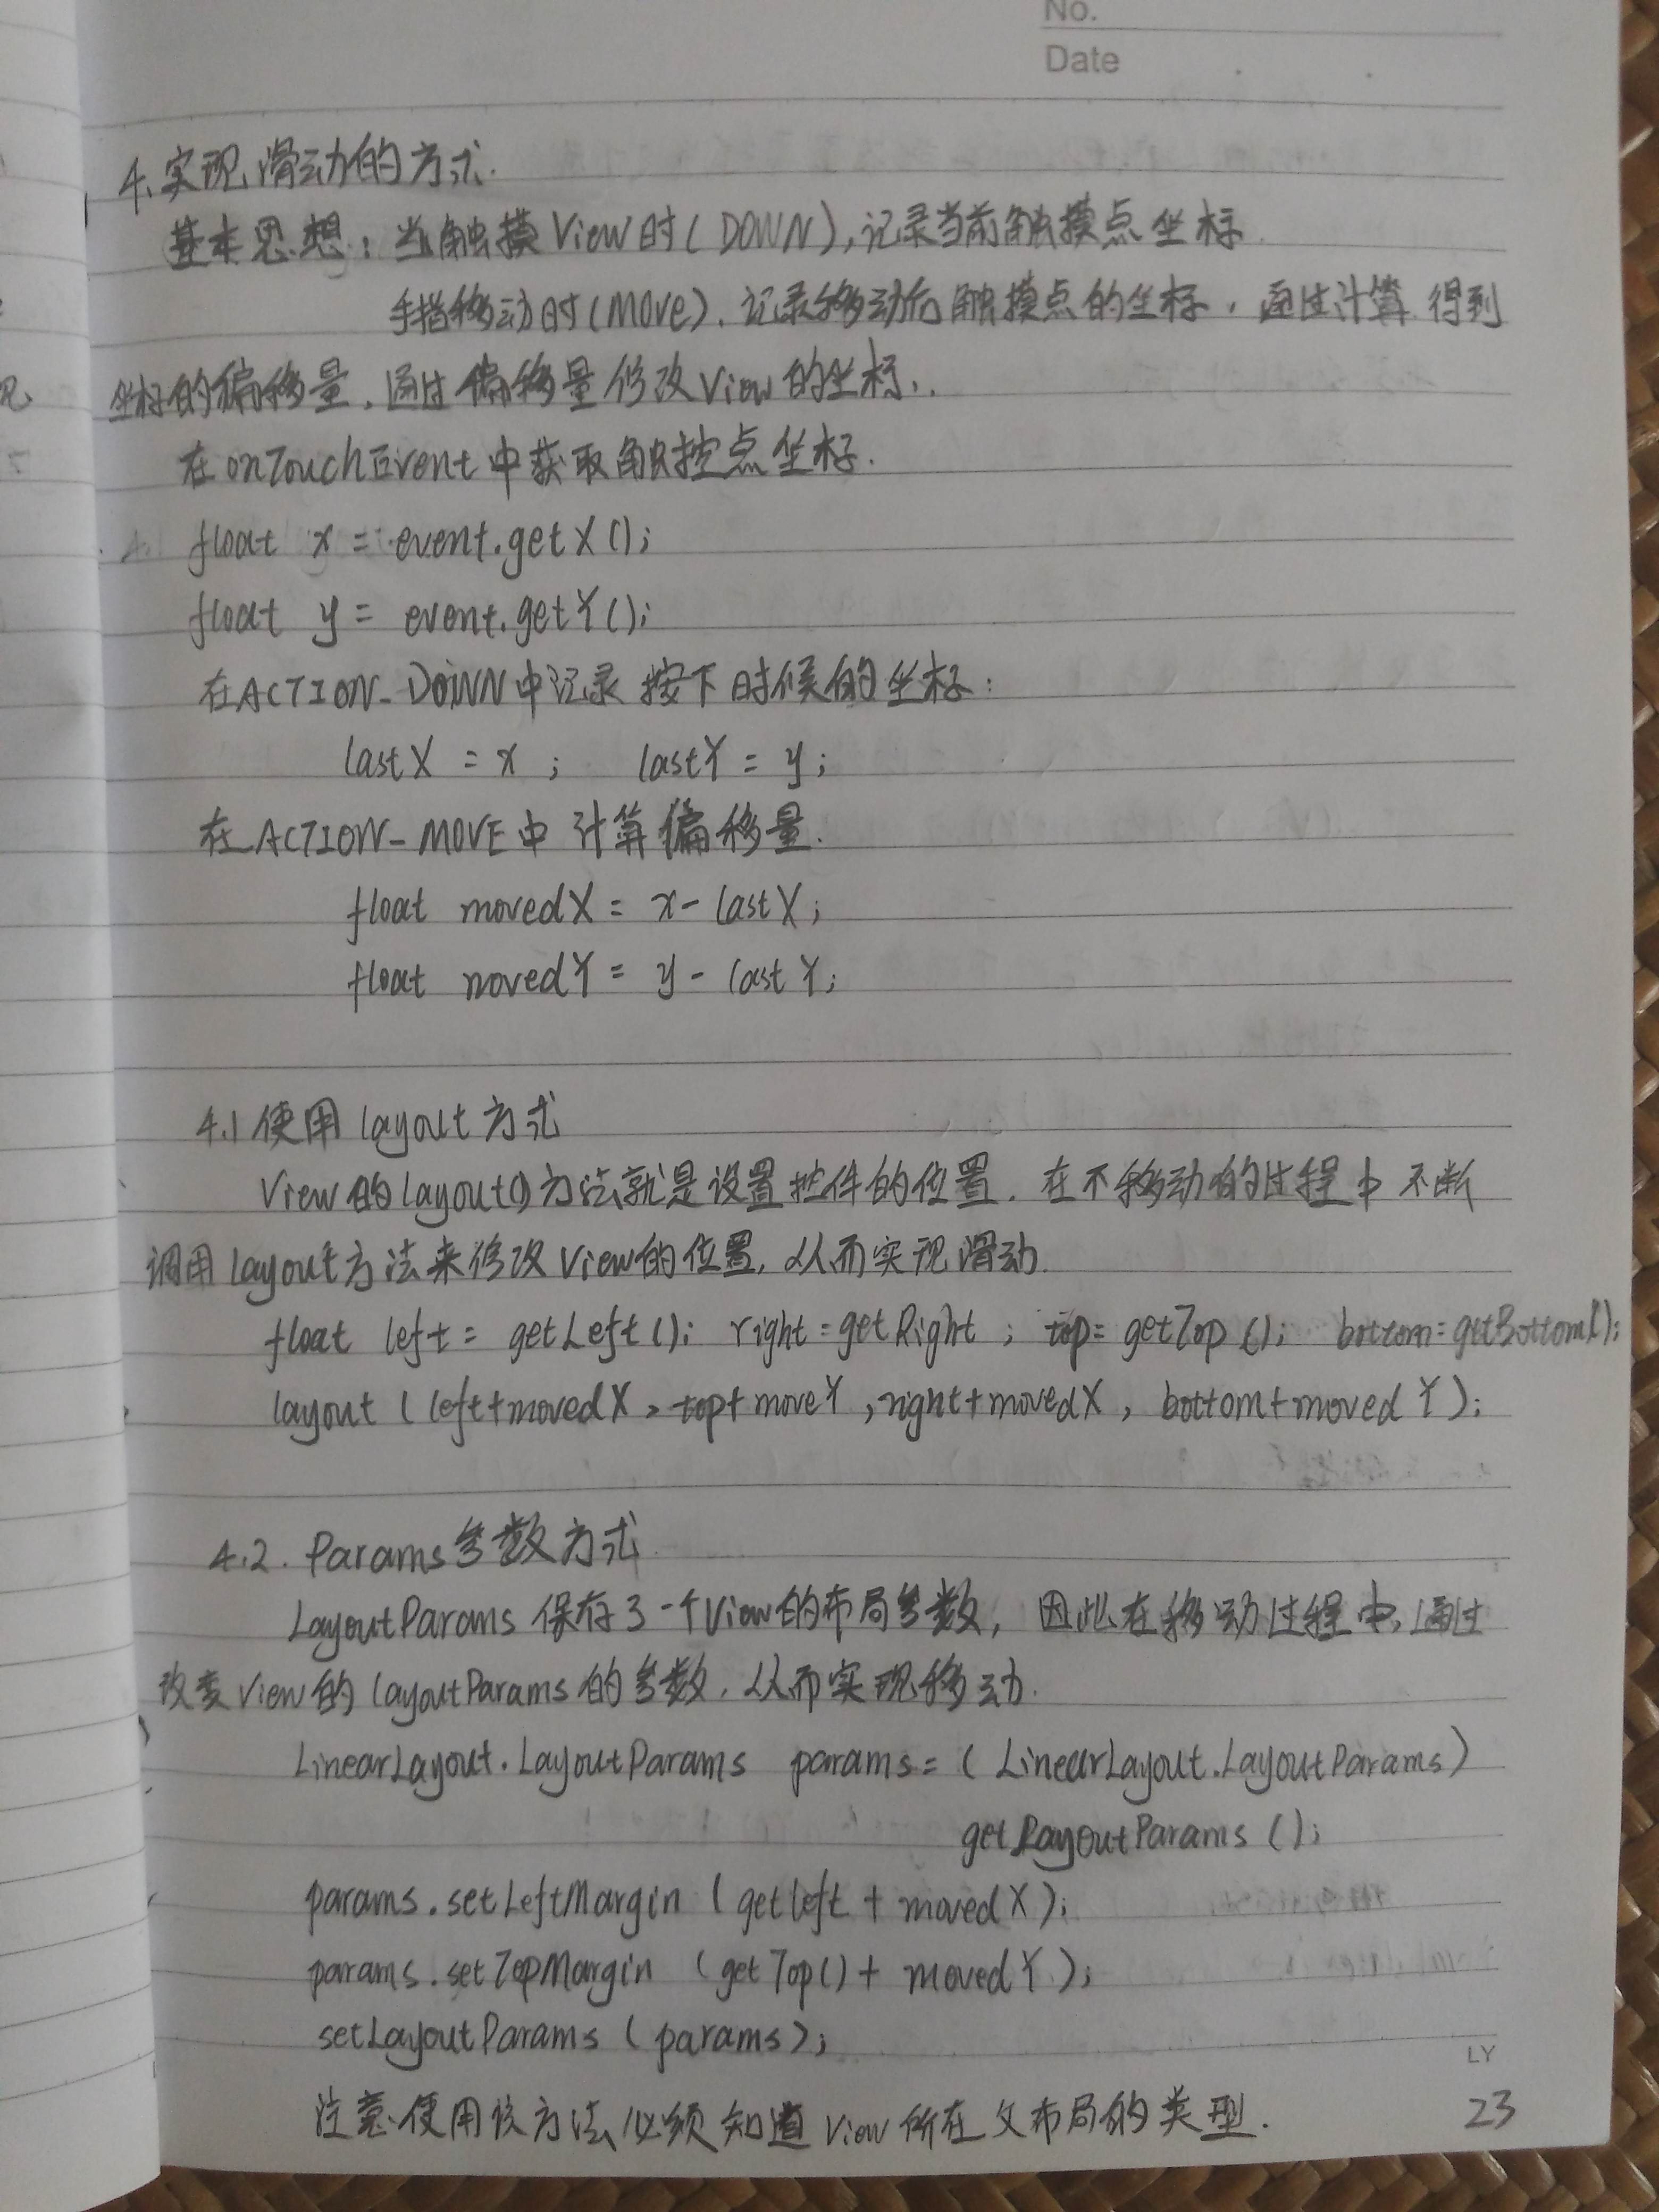 No.
Date
4、实现滑动的方式.
基本思想：当触摸View时(DOWN),记录当前触摸点坐标.
手指移动时(MOVE).记录移动后触摸点的坐标，通过计算得到
坐标的偏移量，通过偏移量修改View的坐标..
在onTouchEvent中获取触控点坐标.
float x = event.getX();
float y = event.getY();
在ACTION_DOWN中记录按下时候的坐标：
lastX = x ; lastY = y;
在ACTION_MOVE中计算偏移量.
float movedX = x- lastX;
float movedY = y- lastY;
4.1 使用layout方式
View的layout()方法就是设置控件的位置. 在不移动的过程中不断
调用layout方法来修改View的位置, 从而实现滑动.
float left = getLeft(); right=getRight ; top= getTop(); bottom=getBottom();
layout (left+movedX, top+moveY ,right+movedX, bottom+movedY);
4.2. Params参数方式.
LayoutParams保存了一个View的布局参数, 因此在移动过程中,通过
改变View的layoutParams的参数, 从而实现移动.
LinearLayout.LayoutParams params= (LinearLayout.LayoutParams)
getLayoutParams();
params.setLeftMargin (getleft + movedX);
params.setTopMargin (getTop()+ movedY);
setLayoutParams (params);
注意:使用该方法必须知道View所在父布局的类型.
LY
23